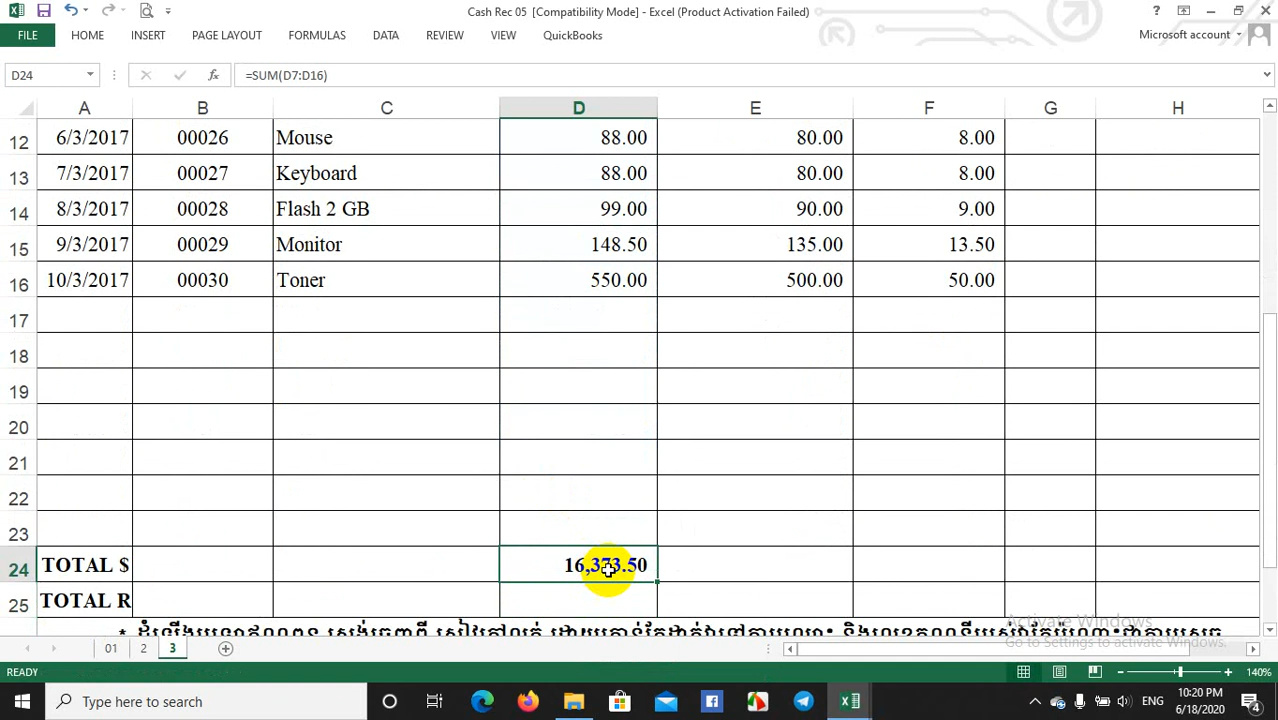 Cash Rec 05 [Compatibility Mode] - Excel (Product Activation Failed)
FILE HOME INSERT PAGE LAYOUT FORMULAS DATA REVIEW VIEW QuickBooks Microsoft account
D24 =SUM(D7:D16)
A B C D E F G H
12 6/3/2017 00026 Mouse 88.00 80.00 8.00
13 7/3/2017 00027 Keyboard 88.00 80.00 8.00
14 8/3/2017 00028 Flash 2 GB 99.00 90.00 9.00
15 9/3/2017 00029 Monitor 148.50 135.00 13.50
16 10/3/2017 00030 Toner 550.00 500.00 50.00
17
18
19
20
21
22
23
24 TOTAL $ 16,373.50
25 TOTAL R
Activate Windows
Go to Settings to activate Windows.
01 2 3
READY 140%
Type here to search ENG 10:20 PM
6/18/2020 4